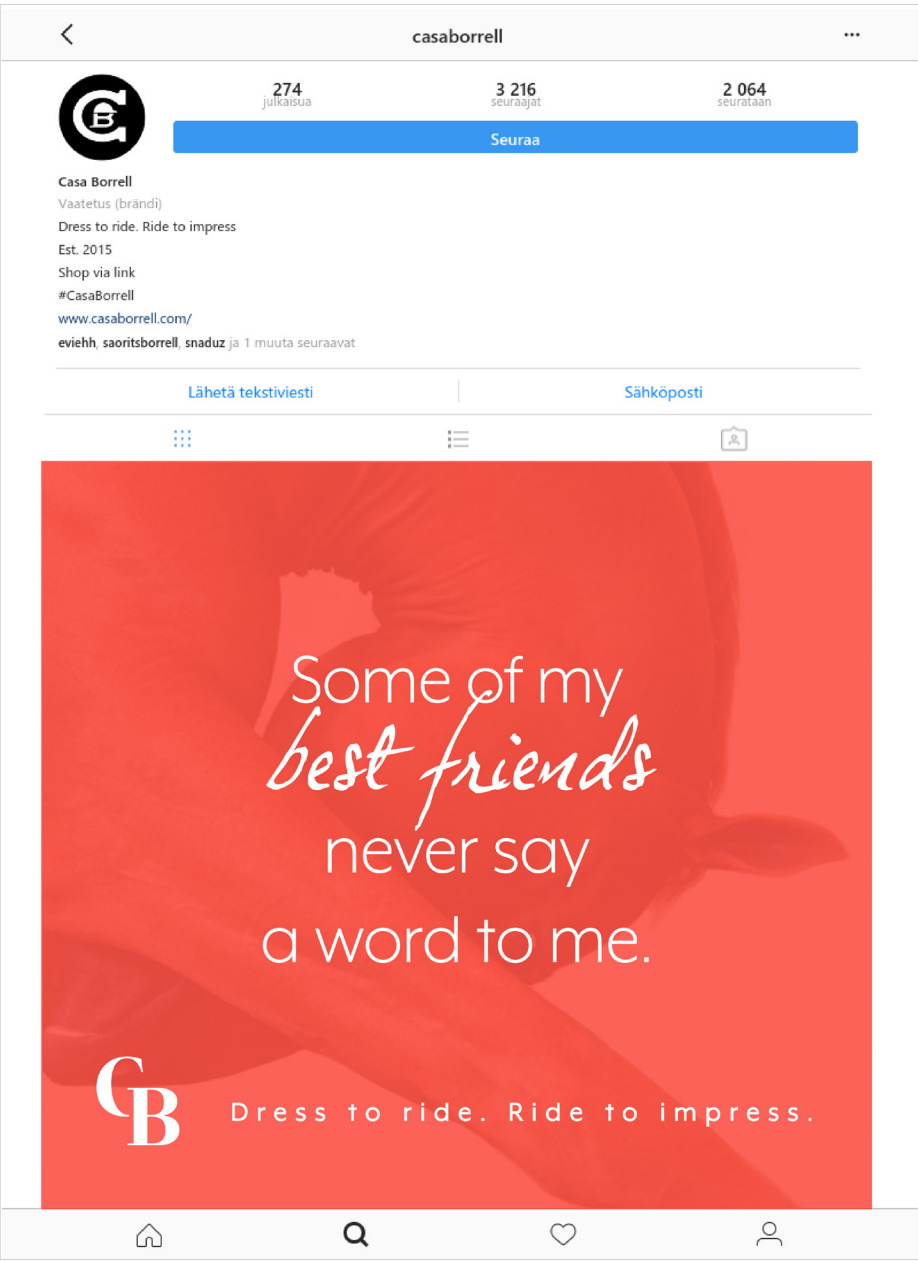 casaborrell
274 3 216 2 064
julkaisua seuraajat seurataan
Seuraa
CB
Casa Borrell
Vaatetus (brändi)
Dress to ride. Ride to impress
Est. 2015
Shop via link
#CasaBorrell
www.casaborrell.com/
eviehh, saoritsborrell, snaduz ja 1 muuta seuraavat
Lähetä tekstiviesti Sähköposti
Some of my
best friends
never say
a word to me.
CB Dress to ride. Ride to impress.